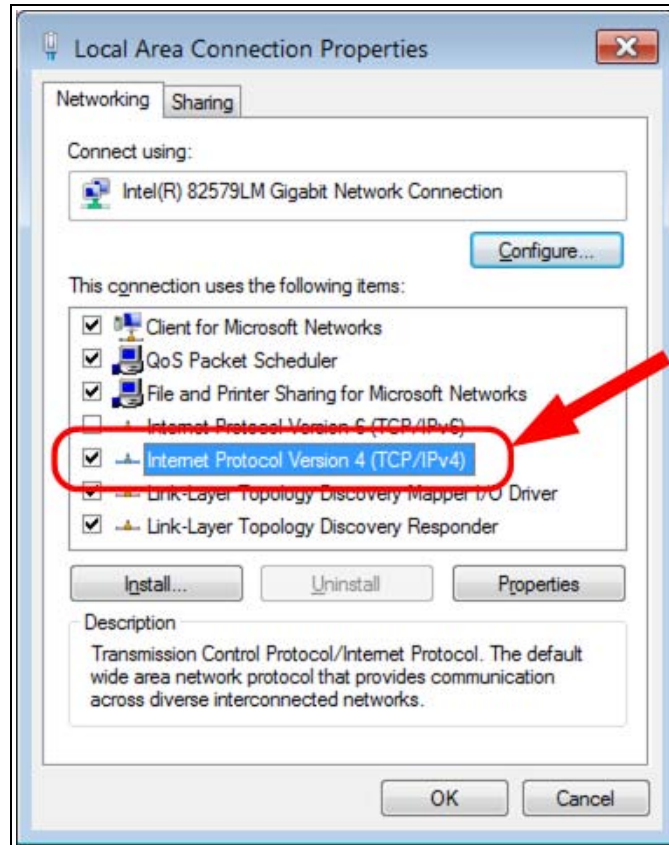 Local Area Connection Properties
Networking Sharing
Connect using:
Intel(R) 82579LM Gigabit Network Connection
Configure...
This connection uses the following items:
Client for Microsoft Networks
QoS Packet Scheduler
File and Printer Sharing for Microsoft Networks
Internet Protocol Version 6 (TCP/IPv6)
Internet Protocol Version 4 (TCP/IPv4)
Link-Layer Topology Discovery Mapper I/O Driver
Link-Layer Topology Discovery Responder
Install... Uninstall Properties
Description
Transmission Control Protocol/Internet Protocol. The default
wide area network protocol that provides communication
across diverse interconnected networks.
OK Cancel